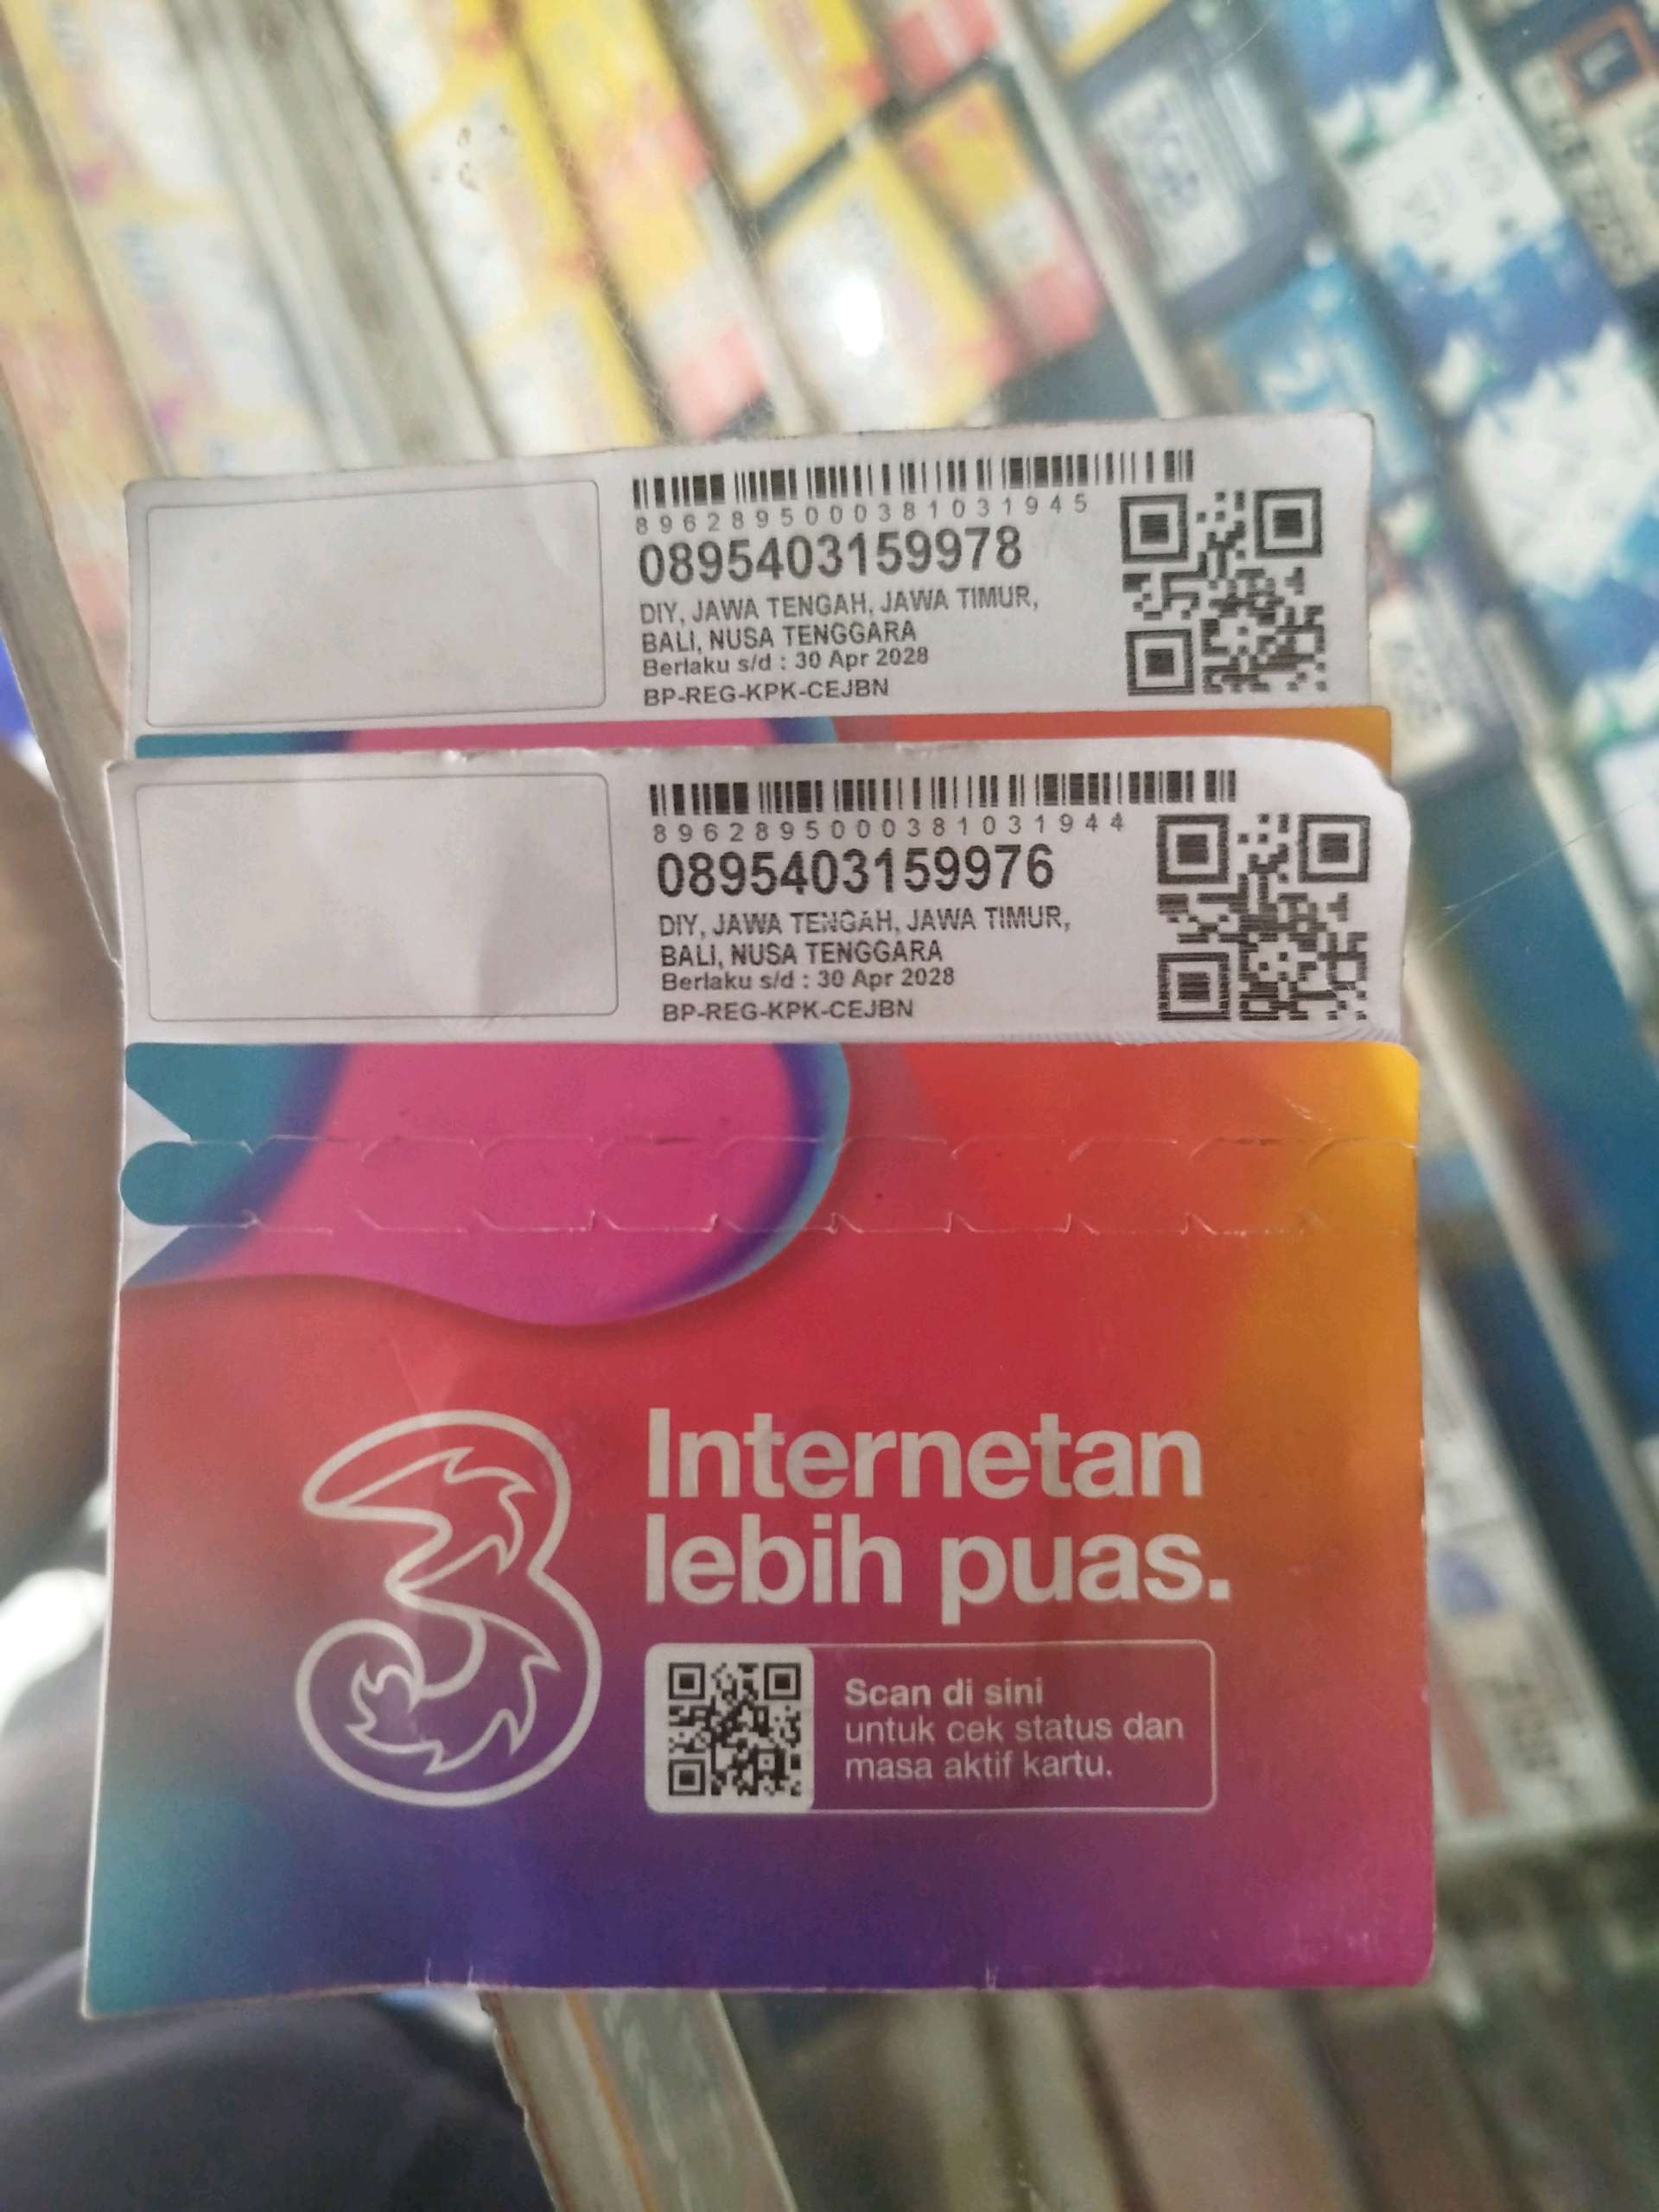 8962895000381031945
0895403159978
DIY, JAWA TENGAH, JAWA TIMUR,
BALI, NUSA TENGGARA
Berlaku s/d : 30 Apr 2028
BP-REG-KPK-CEJBN
8962895000381031944
0895403159976
DIY, JAWA TENGAH, JAWA TIMUR,
BALI, NUSA TENGGARA
Berlaku s/d : 30 Apr 2028
BP-REG-KPK-CEJBN
3
Internetan
lebih puas.
Scan di sini
untuk cek status dan
masa aktif kartu.